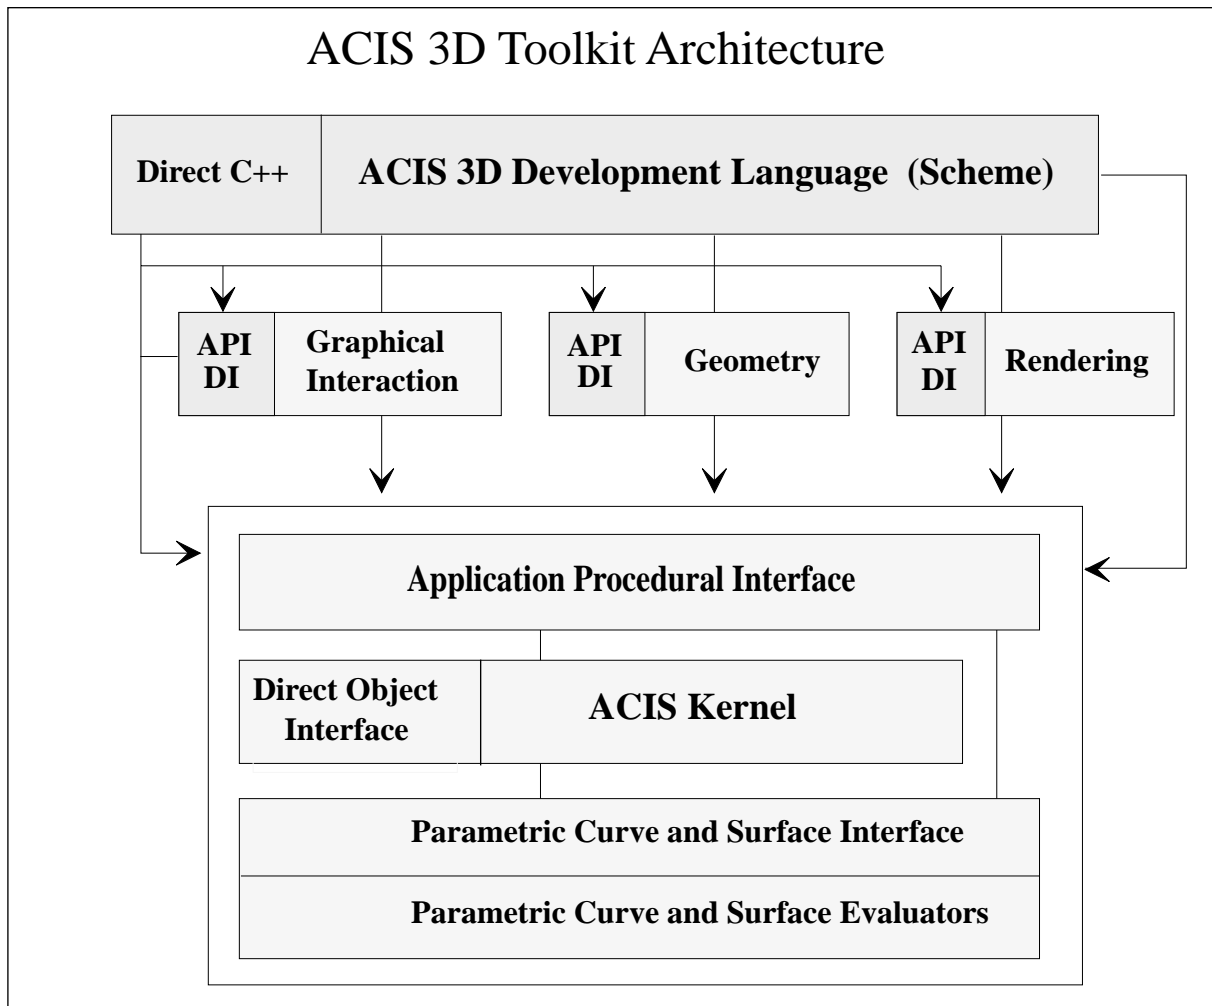 ACIS 3D Toolkit Architecture
Direct C++
ACIS 3D Development Language (Scheme)
API
DI
Graphical
Interaction
API
DI
Geometry
API
DI
Rendering
Application Procedural Interface
Direct Object
Interface
ACIS Kernel
Parametric Curve and Surface Interface
Parametric Curve and Surface Evaluators